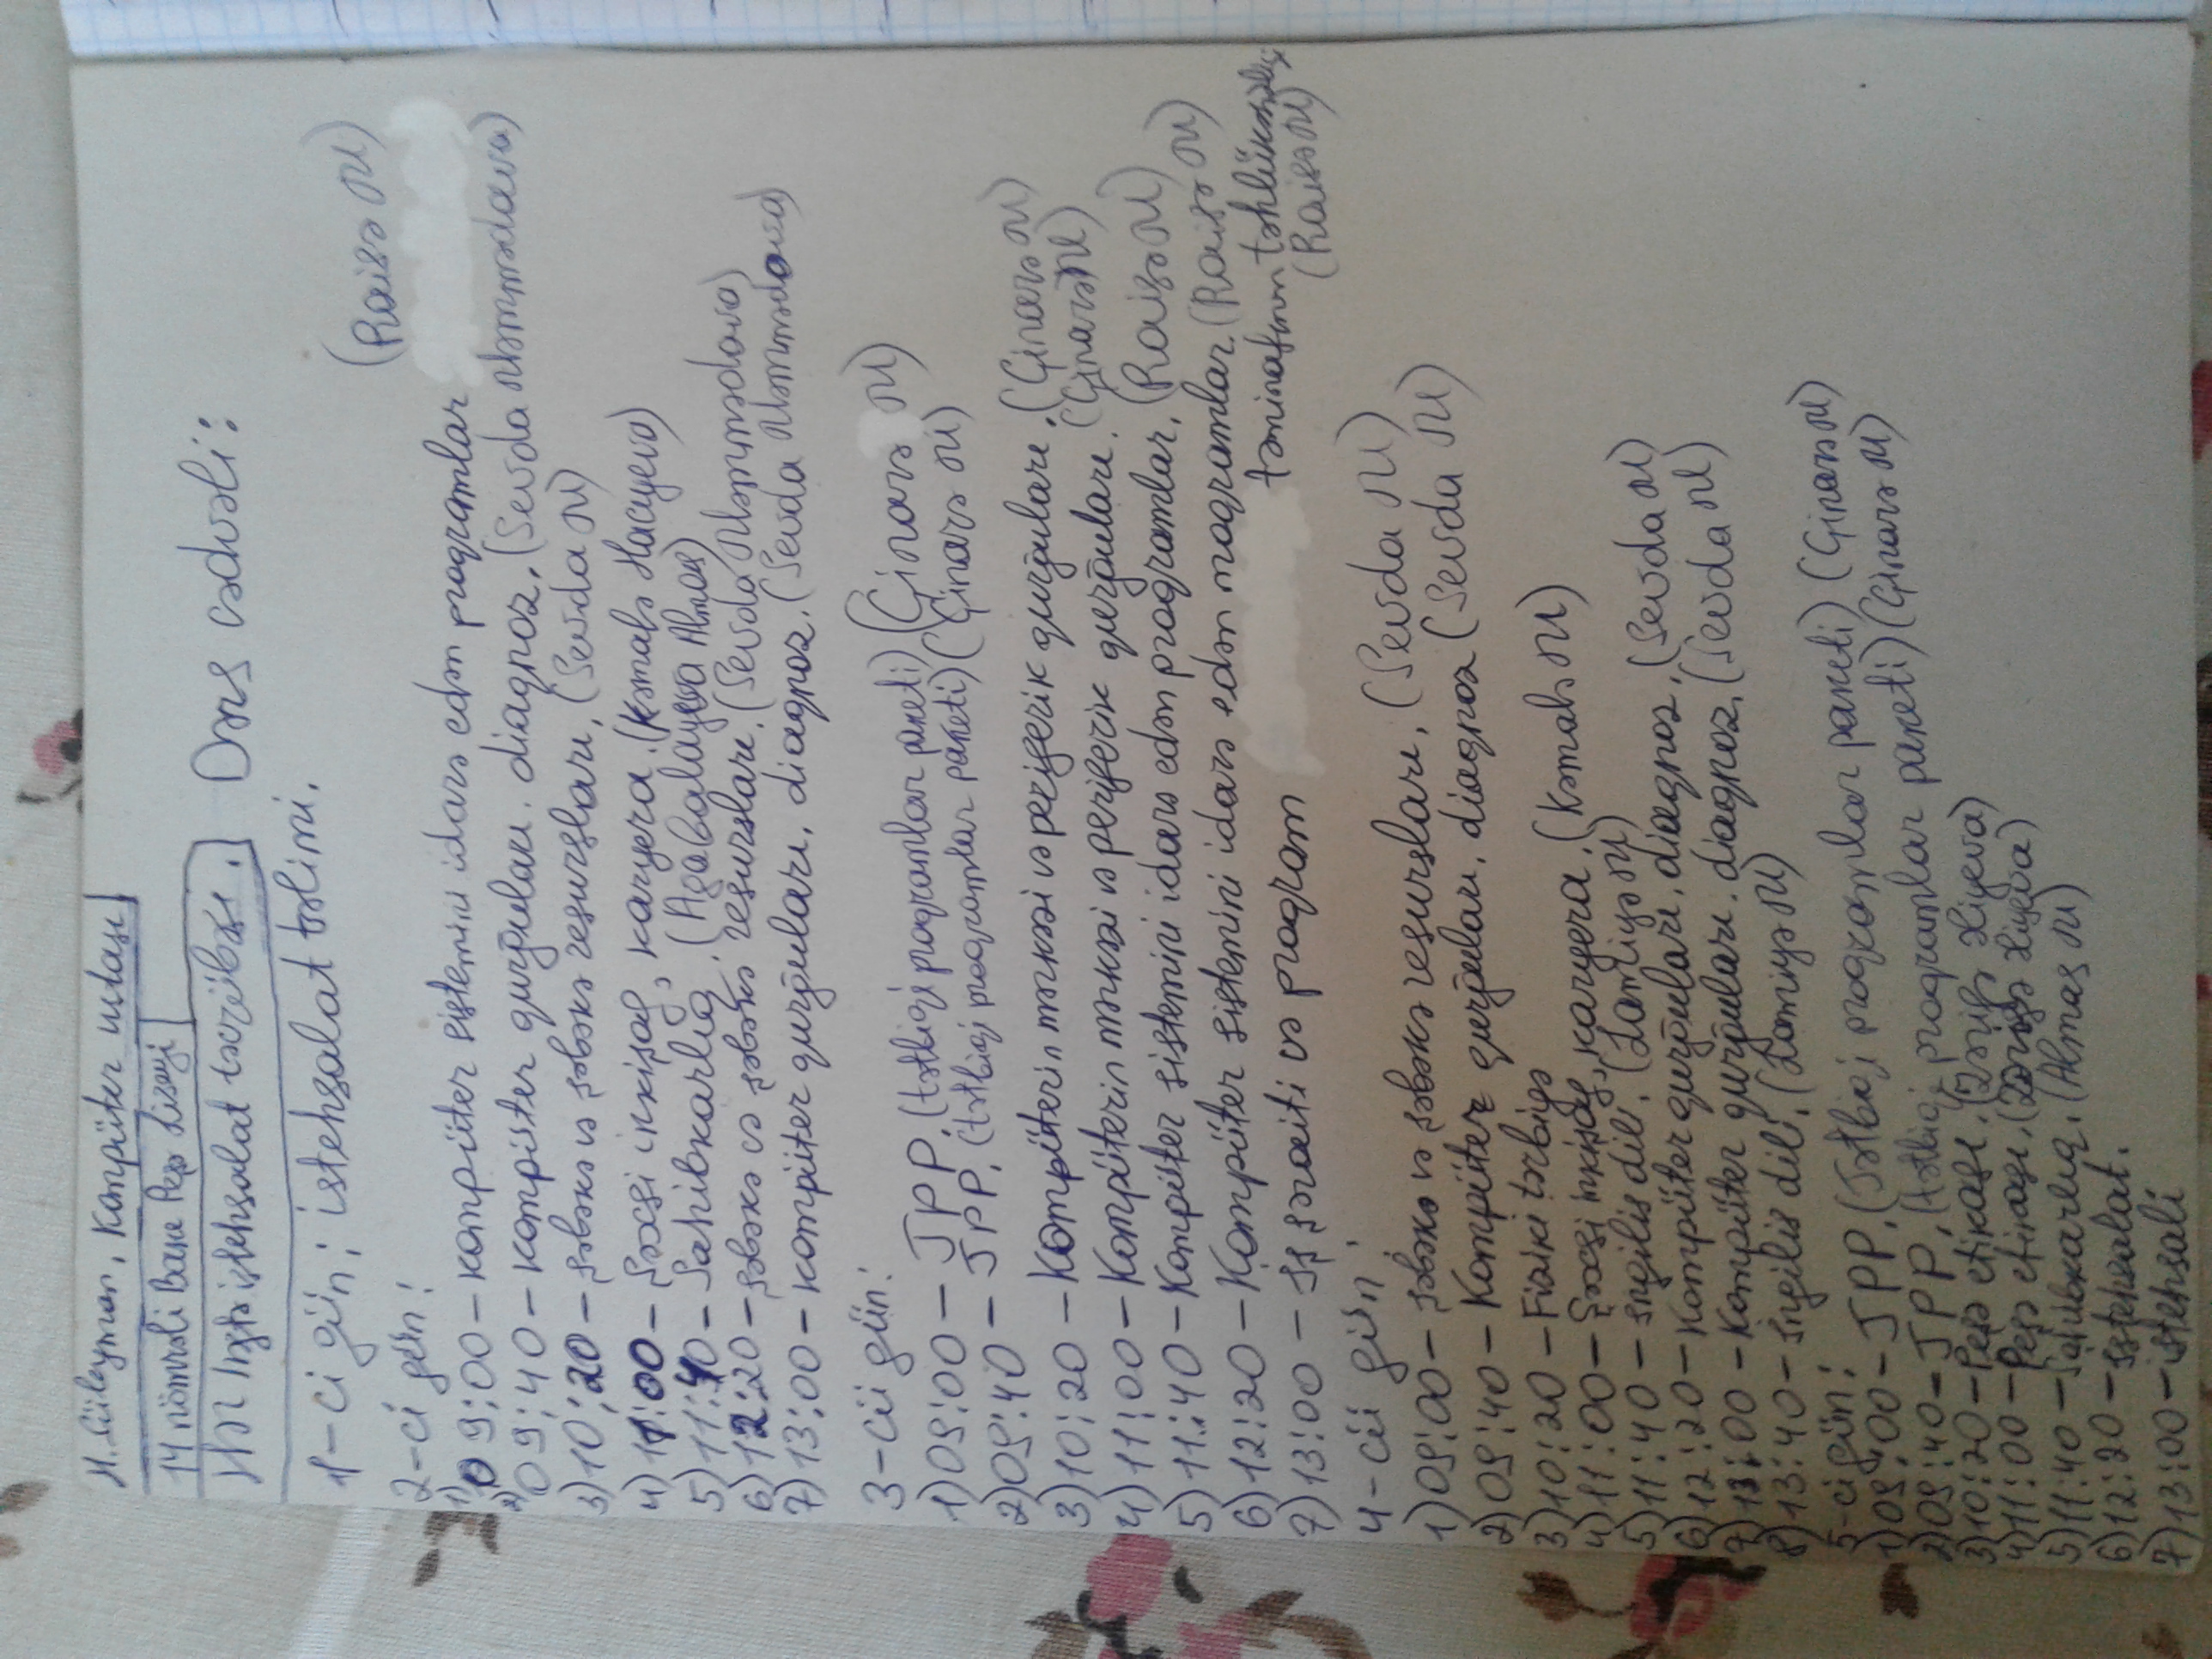 H. Süleyman, Kompüter ustası
14 nömrəli Bakı Peşə Liseyi
Hər həftə istehsalat təcrübəsi.
Dərs cədvəli:
1-ci gün; istehsalat təlimi.
2-ci gün:
(Raisə M)
1) 09:00 – kompüter sistemini idarə edən proqramlar
2) 09:40 – kompüter qurğuları. diaqnoz. (Sevda Məmmədova)
3) 10:20 – şəbəkə və şəbəkə resursları. (Sevda M)
4) 11:00 – Şəxsi inkişaf, karyera. (Kəmalə Hacıyeva)
5) 11:40 – Sahibkarlıq. (Ağabalayeva Almaş)
6) 12:20 – şəbəkə və şəbəkə resursları. (Sevda Məmmədova)
7) 13:00 – kompüter qurğuları. diaqnoz. (Sevda Məmmədova)
3-cü gün:
1) 09:00 – TPP. (tətbiqi proqramlar paketi) (Çinarə M)
2) 09:40 – TPP. (tətbiqi proqramlar paketi) (Çinarə M)
3) 10:20 – Kompüterin mərkəzi və periferik qurğuları. (Çinarə M)
4) 11:00 – Kompüterin mərkəzi və periferik qurğuları. (Çinarə M)
5) 11:40 – Kompüter sistemini idarə edən proqramlar. (Raisə M)
6) 12:20 – Kompüter sistemini idarə edən proqramlar. (Raisə M)
7) 13:00 – İş şəraiti və program təminatının təhlükəsizliyi
(Raisə M)
4-cü gün:
1) 09:00 – şəbəkə və şəbəkə resursları. (Sevda M)
2) 09:40 – Kompüter qurğuları. diaqnoz (Sevda M)
3) 10:20 – Fiziki tərbiyə
4) 11:00 – Şəxsi inkişaf, karyera. (Kəmalə M)
5) 11:40 – İngilis dili. (Lamiyə M)
6) 12:20 – Kompüter qurğuları. diaqnoz. (Sevda M)
7) 13:00 – Kompüter qurğuları. diaqnoz. (Sevda M)
8) 13:40 – İngilis dili. (Lamiyə M)
5-ci gün:
1) 09:00 – TPP. (Tətbiqi proqramlar paketi) (Çinarə M)
2) 09:40 – TPP. (tətbiqi proqramlar paketi) (Çinarə M)
3) 10:20 – Peşə etikası. (Zərifə Əliyeva)
4) 11:00 – Peşə etikası. (Zərifə Əliyeva)
5) 11:40 – Sahibkarlıq. (Almaş M)
6) 12:20 – İstehsalat.
7) 13:00 – istehsali